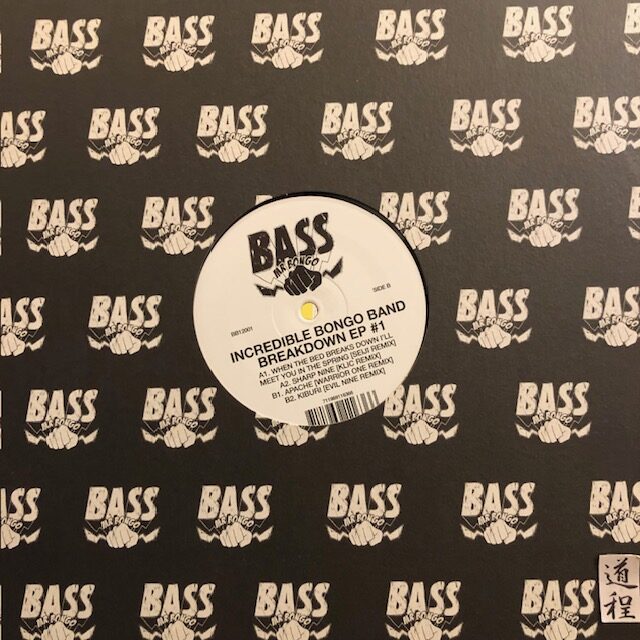 BASS
MR BONGO
BB12001
'SIDE B
INCREDIBLE BONGO BAND
BREAKDOWN EP #1
A1. WHEN THE BED BREAKS DOWN I'LL
MEET YOU IN THE SPRING [SEIJI REMIX]
A2. SHARP NINE [KLIC REMIX]
B1. APACHE [WARRIOR ONE REMIX]
B2. KIBURI [EVIL NINE REMIX]
道
程